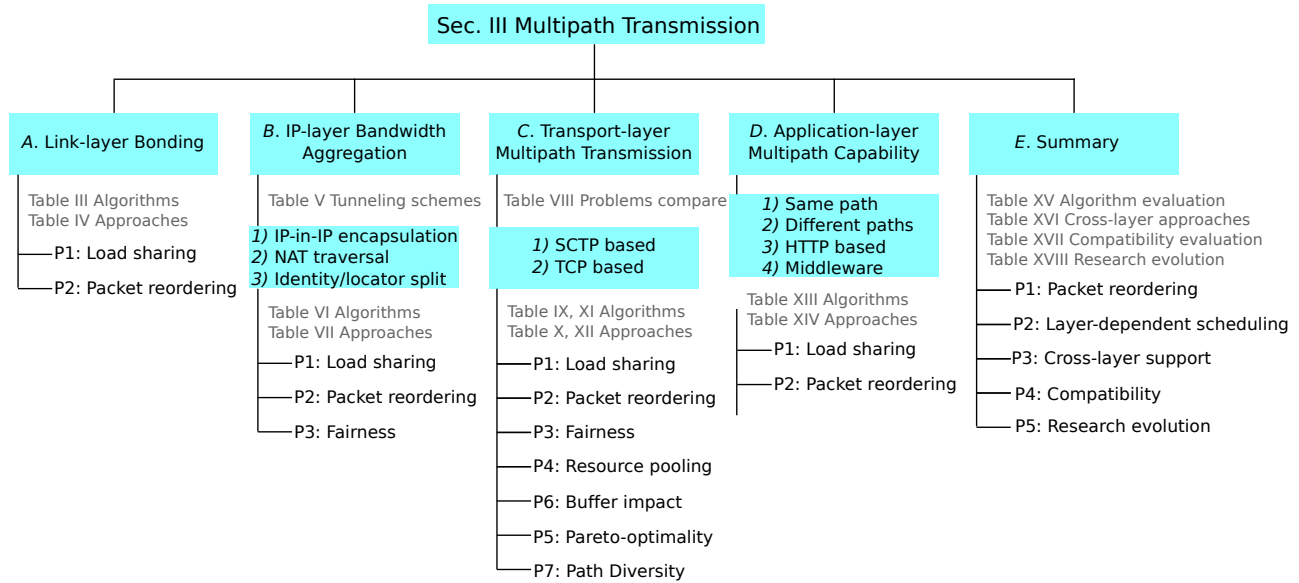 Sec. III Multipath Transmission
A. Link-layer Bonding
Table III Algorithms
Table IV Approaches
P1: Load sharing
P2: Packet reordering
B. IP-layer Bandwidth
Aggregation
Table V Tunneling schemes
1) IP-in-IP encapsulation
2) NAT traversal
3) Identity/locator split
Table VI Algorithms
Table VII Approaches
P1: Load sharing
P2: Packet reordering
P3: Fairness
C. Transport-layer
Multipath Transmission
Table VIII Problems compare
1) SCTP based
2) TCP based
Table IX, XI Algorithms
Table X, XII Approaches
P1: Load sharing
P2: Packet reordering
P3: Fairness
P4: Resource pooling
P6: Buffer impact
P5: Pareto-optimality
P7: Path Diversity
D. Application-layer
Multipath Capability
1) Same path
2) Different paths
3) HTTP based
4) Middleware
Table XIII Algorithms
Table XIV Approaches
P1: Load sharing
P2: Packet reordering
E. Summary
Table XV Algorithm evaluation
Table XVI Cross-layer approaches
Table XVII Compatibility evaluation
Table XVIII Research evolution
P1: Packet reordering
P2: Layer-dependent scheduling
P3: Cross-layer support
P4: Compatibility
P5: Research evolution